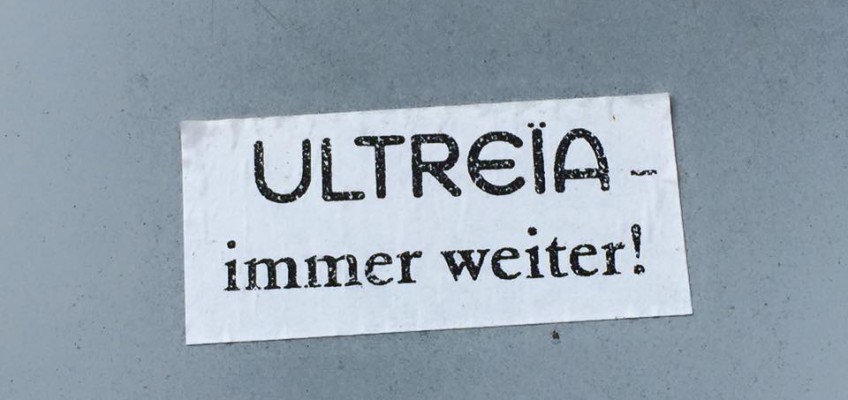 ULTREÏA –
immer weiter!